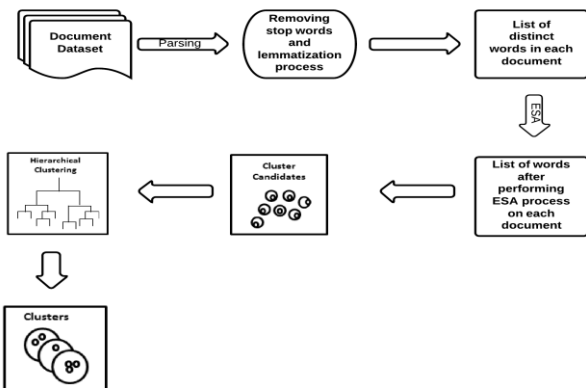 Document
Dataset
Parsing
Removing
stop words
and
lemmatization
process
List of
distinct
words in each
document
ESA
List of words
after
performing
ESA process
on each
document
Cluster
Candidates
Hierarchical
Clustering
Clusters